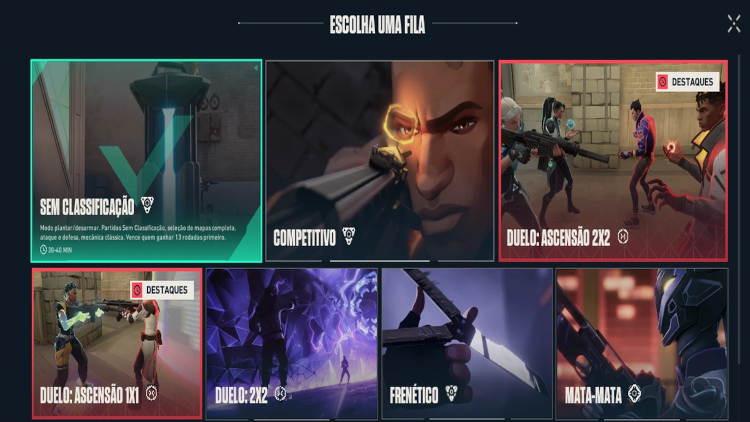 ESCOLHA UMA FILA
DESTAQUES
SEM CLASSIFICAÇÃO
Modo plantar/desarmar. Partidas Sem Classificação, seleção de mapas completa,
ataque e defesa, mecânica clássica. Vence quem ganhar 13 rodadas primeiro.
30-40 MIN
COMPETITIVO
DUELO: ASCENSÃO 2X2
DESTAQUES
DUELO: ASCENSÃO 1X1
DUELO: 2X2
FRENÉTICO
MATA-MATA